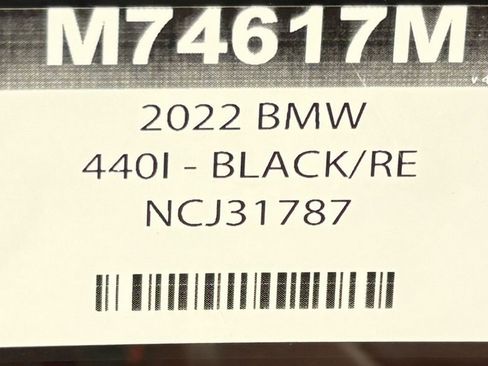 M74617M
2022 BMW
440I - BLACK/RE
NCJ31787